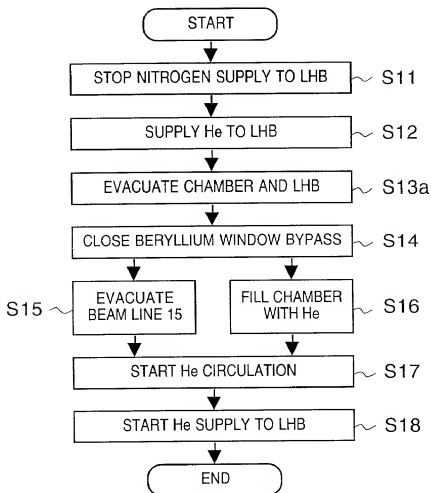 START
STOP NITROGEN SUPPLY TO LHB S11
SUPPLY He TO LHB S12
EVACUATE CHAMBER AND LHB S13a
CLOSE BERYLLIUM WINDOW BYPASS S14
S15 EVACUATE
BEAM LINE 15
FILL CHAMBER
WITH He S16
START He CIRCULATION S17
START He SUPPLY TO LHB S18
END